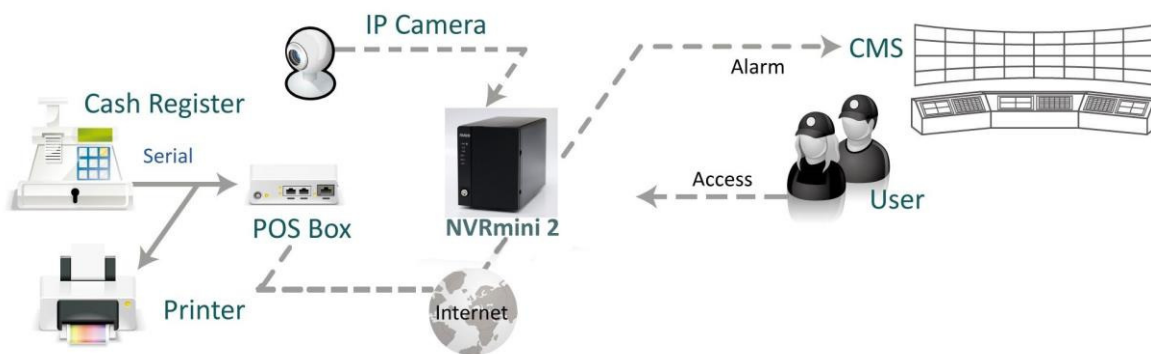 IP Camera
CMS
Alarm
Cash Register
Serial
Access
User
POS Box
NVRmini 2
Printer
Internet